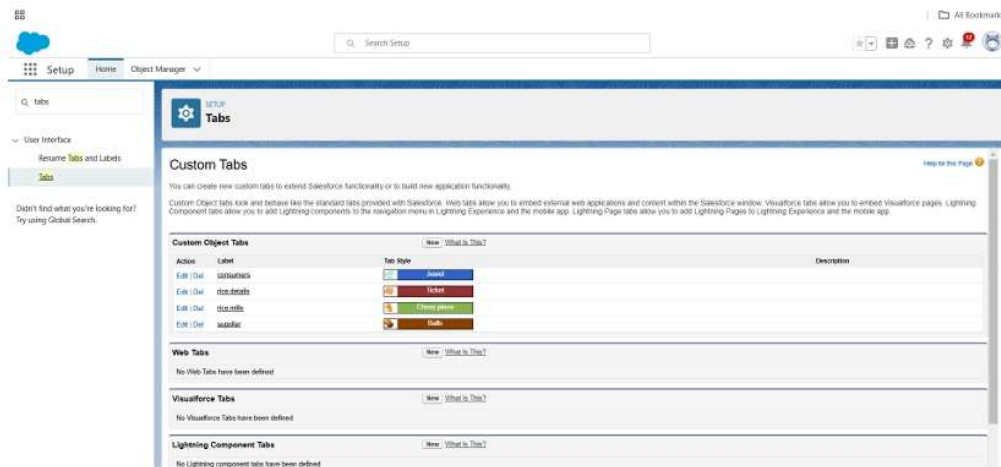 All Bookmark
Search Setup
12
Setup
Home
Object Manager
tabs
User Interface
Rename Tabs and Labels
Tabs
Didn't find what you're looking for?
Try using Global Search.
SETUP
Tabs
Custom Tabs
Help for this Page
You can create new custom tabs to extend Salesforce functionality or to build new application functionality.
Custom Object tabs look and behave like the standard tabs provided with Salesforce. Web tabs allow you to embed external web applications and content within the Salesforce window. Visualforce tabs allow you to embed Visualforce pages. Lightning
Component tabs allow you to add Lightning components to the navigation menu in Lightning Experience and the mobile app. Lightning Page tabs allow you to add Lightning Pages to Lightning Experience and the mobile app.
Custom Object Tabs New What Is This?
Action Label Tab Style Description
Edit | Del consumers Jewel
Edit | Del rice details Ticket
Edit | Del rice mills Chess piece
Edit | Del supplier Balls
Web Tabs New What Is This?
No Web Tabs have been defined
Visualforce Tabs New What Is This?
No Visualforce Tabs have been defined
Lightning Component Tabs New What Is This?
No Lightning component tabs have been defined